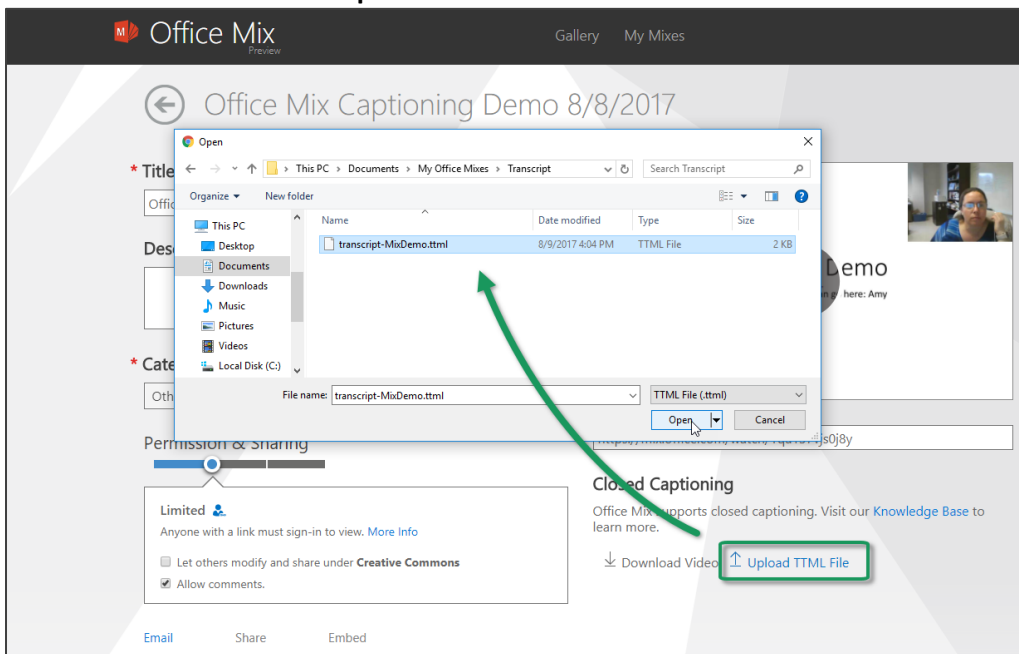 Office Mix
Preview
Gallery My Mixes
Office Mix Captioning Demo 8/8/2017
Open
This PC > Documents > My Office Mixes > Transcript
Search Transcript
Organize New folder
Name Date modified Type Size
transcript-MixDemo.ttml 8/9/2017 4:04 PM TTML File 2 KB
This PC
Desktop
Documents
Downloads
Music
Pictures
Videos
Local Disk (C:)
File name: transcript-MixDemo.ttml TTML File (.ttml)
Open Cancel
* Title
Offic
Des
* Cate
Oth
Demo
here: Amy
Permission & Sharing
Limited
Anyone with a link must sign-in to view. More Info
Let others modify and share under Creative Commons
Allow comments.
Email Share Embed
Closed Captioning
Office Mix supports closed captioning. Visit our Knowledge Base to
learn more.
Download Video Upload TTML File